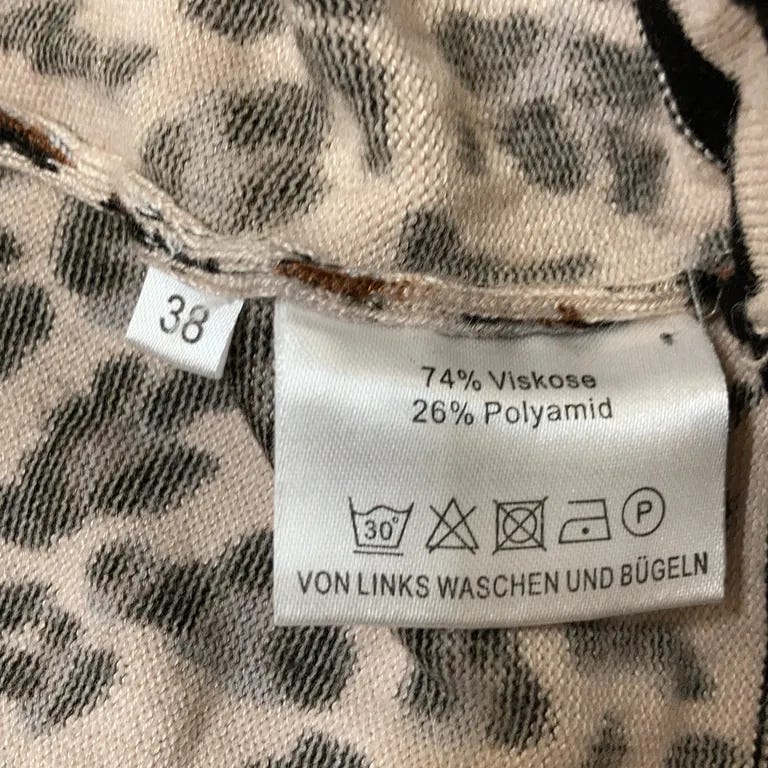 38
74% Viskose
26% Polyamid
30° P
VON LINKS WASCHEN UND BÜGELN